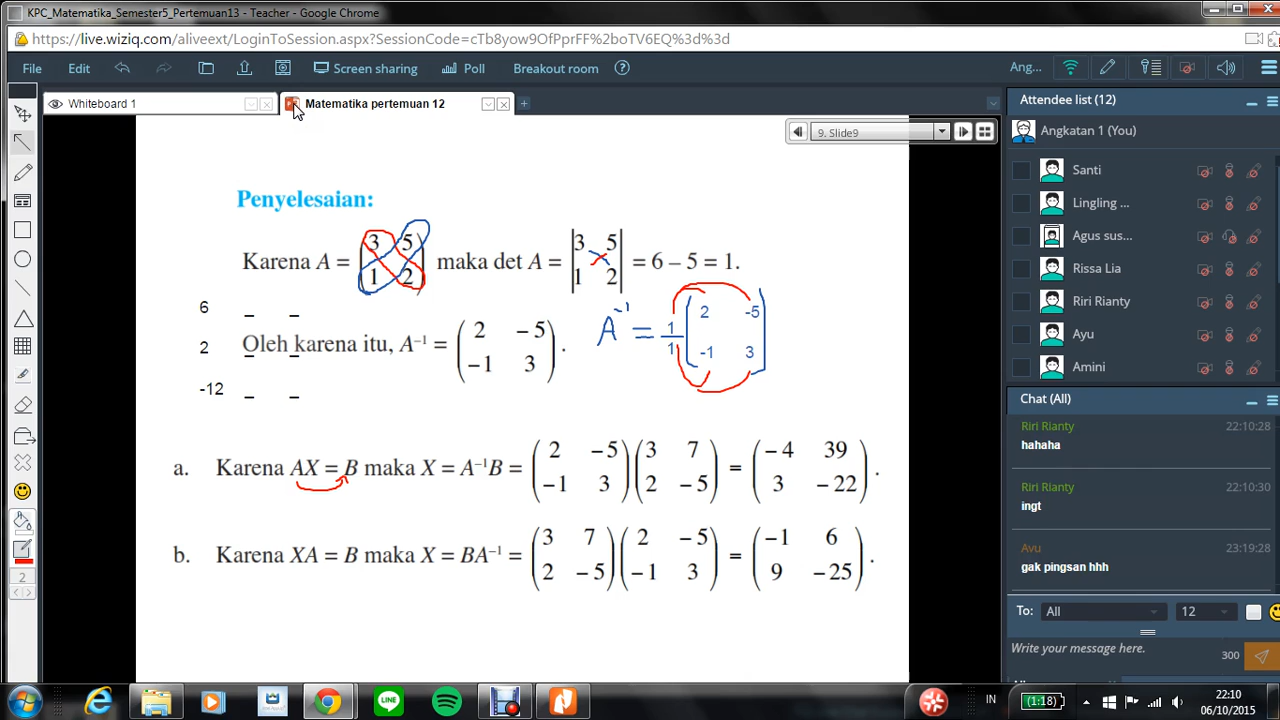 KPC_Matematika_Semester5_Pertemuan13 - Teacher - Google Chrome
https://live.wiziq.com/aliveext/LoginToSession.aspx?SessionCode=cTb8yow9OfPprFF%2boTV6EQ%3d%3d
File Edit Screen sharing Poll Breakout room ? Ang...
Whiteboard 1 Matematika pertemuan 12 +
9. Slide9
Penyelesaian:
Karena A = (3 5
1 2) maka det A = |3 5
1 2| = 6 – 5 = 1.
6 _ _
Oleh karena itu, A⁻¹ = (2 – 5
–1 3).
A⁻¹ = 1/1 [2 -5
-1 3]
2 _ _
-12 _ _
a. Karena AX = B maka X = A⁻¹B = (2 –5
–1 3) (3 7
2 –5) = (– 4 39
3 – 22).
b. Karena XA = B maka X = BA⁻¹ = (3 7
2 – 5) (2 – 5
– 1 3) = (– 1 6
9 – 25).
2
Attendee list (12)
Angkatan 1 (You)
Santi
Lingling ...
Agus sus...
Rissa Lia
Riri Rianty
Ayu
Amini
Chat (All)
Riri Rianty 22:10:28
hahaha
Riri Rianty 22:10:30
ingt
Avu 23:19:28
gak pingsan hhh
To: All 12
Write your message here. 300
LINE
IN (1:18) 22:10
06/10/2015